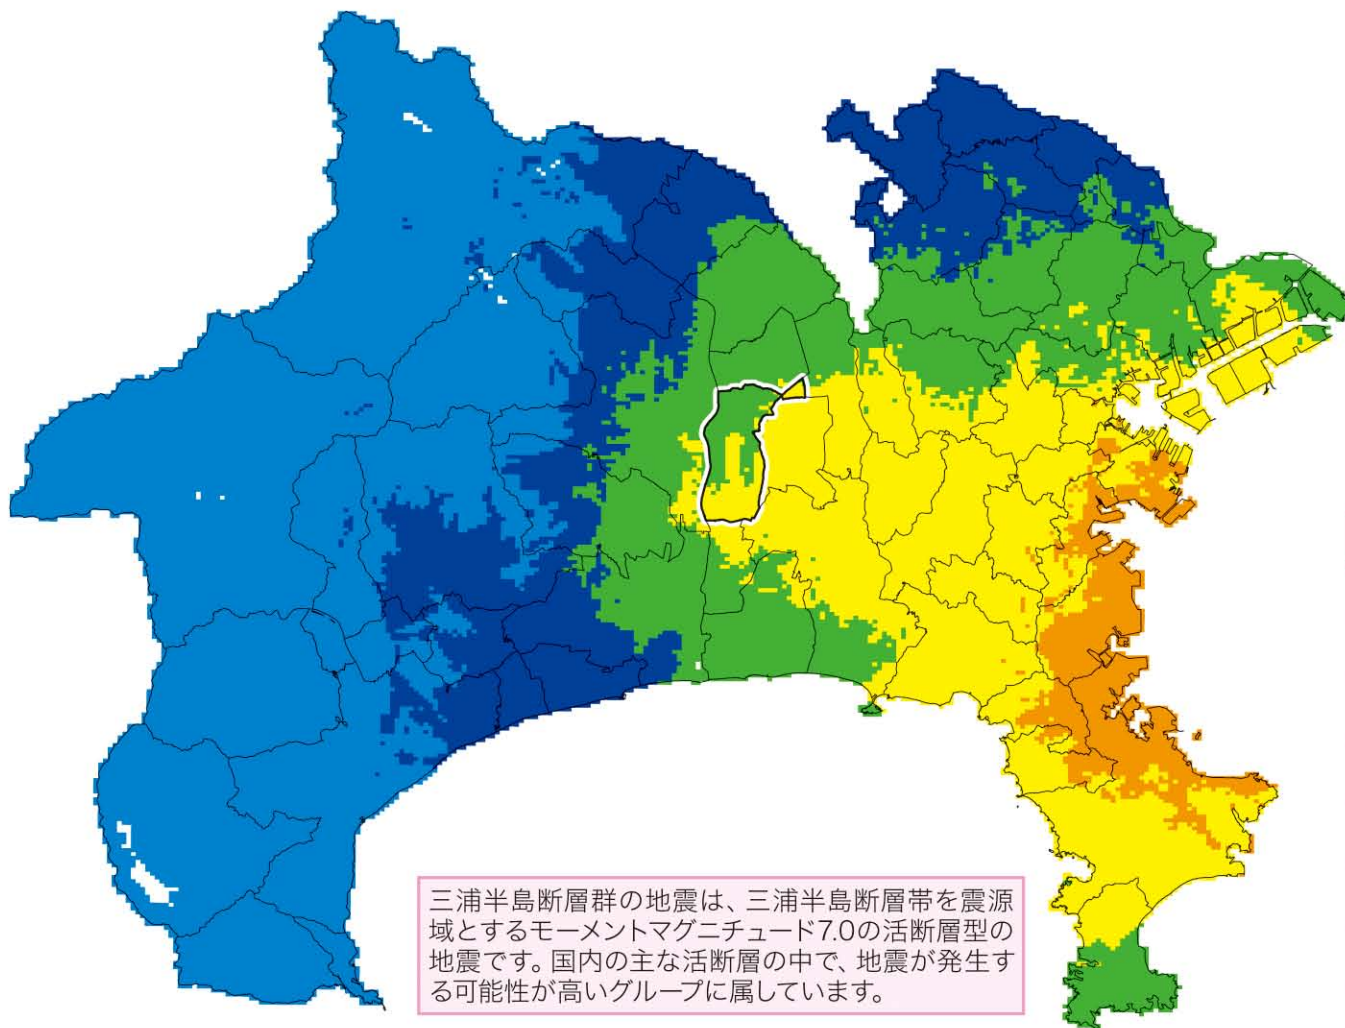 三浦半島断層群の地震は、三浦半島断層帯を震源
域とするモーメントマグニチュード7.0の活断層型の
地震です。国内の主な活断層の中で、地震が発生す
る可能性が高いグループに属しています。